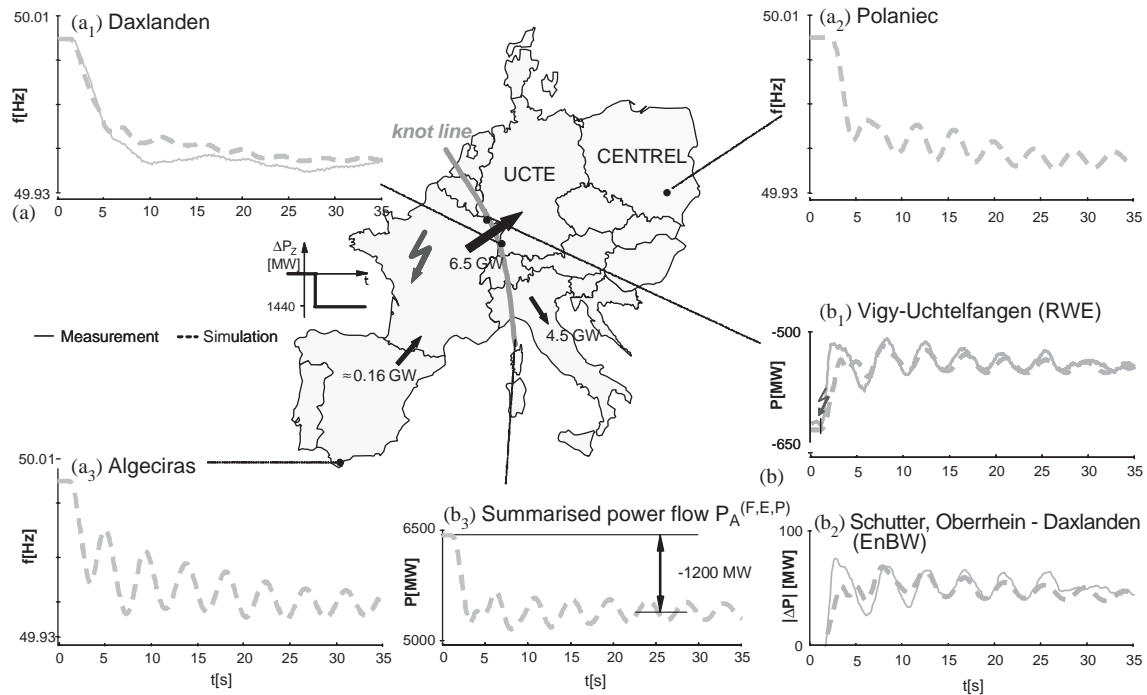 50.01
(a1) Daxlanden
f[Hz]
49.93
(a)
0 5 10 15 20 25 30 35
50.01
(a2) Polaniec
f[Hz]
49.93
0 5 10 15 20 25 30 35
knot line
UCTE
CENTREL
6.5 GW
4.5 GW
≈0.16 GW
ΔPZ
[MW]
t
1440
Measurement Simulation
(b1) Vigy-Uchtelfangen (RWE)
-500
P[MW]
-650
0 5 10 15 20 25 30 35
(b)
50.01
(a3) Algeciras
f[Hz]
49.93
0 5 10 15 20 25 30 35
t[s]
(b3) Summarised power flow PA(F,E,P)
6500
P[MW]
-1200 MW
5000
0 5 10 15 20 25 30 35
t[s]
100
(b2) Schutter, Oberrhein - Daxlanden
(EnBW)
|ΔP| [MW]
0
0 5 10 15 20 25 30 35
t[s]